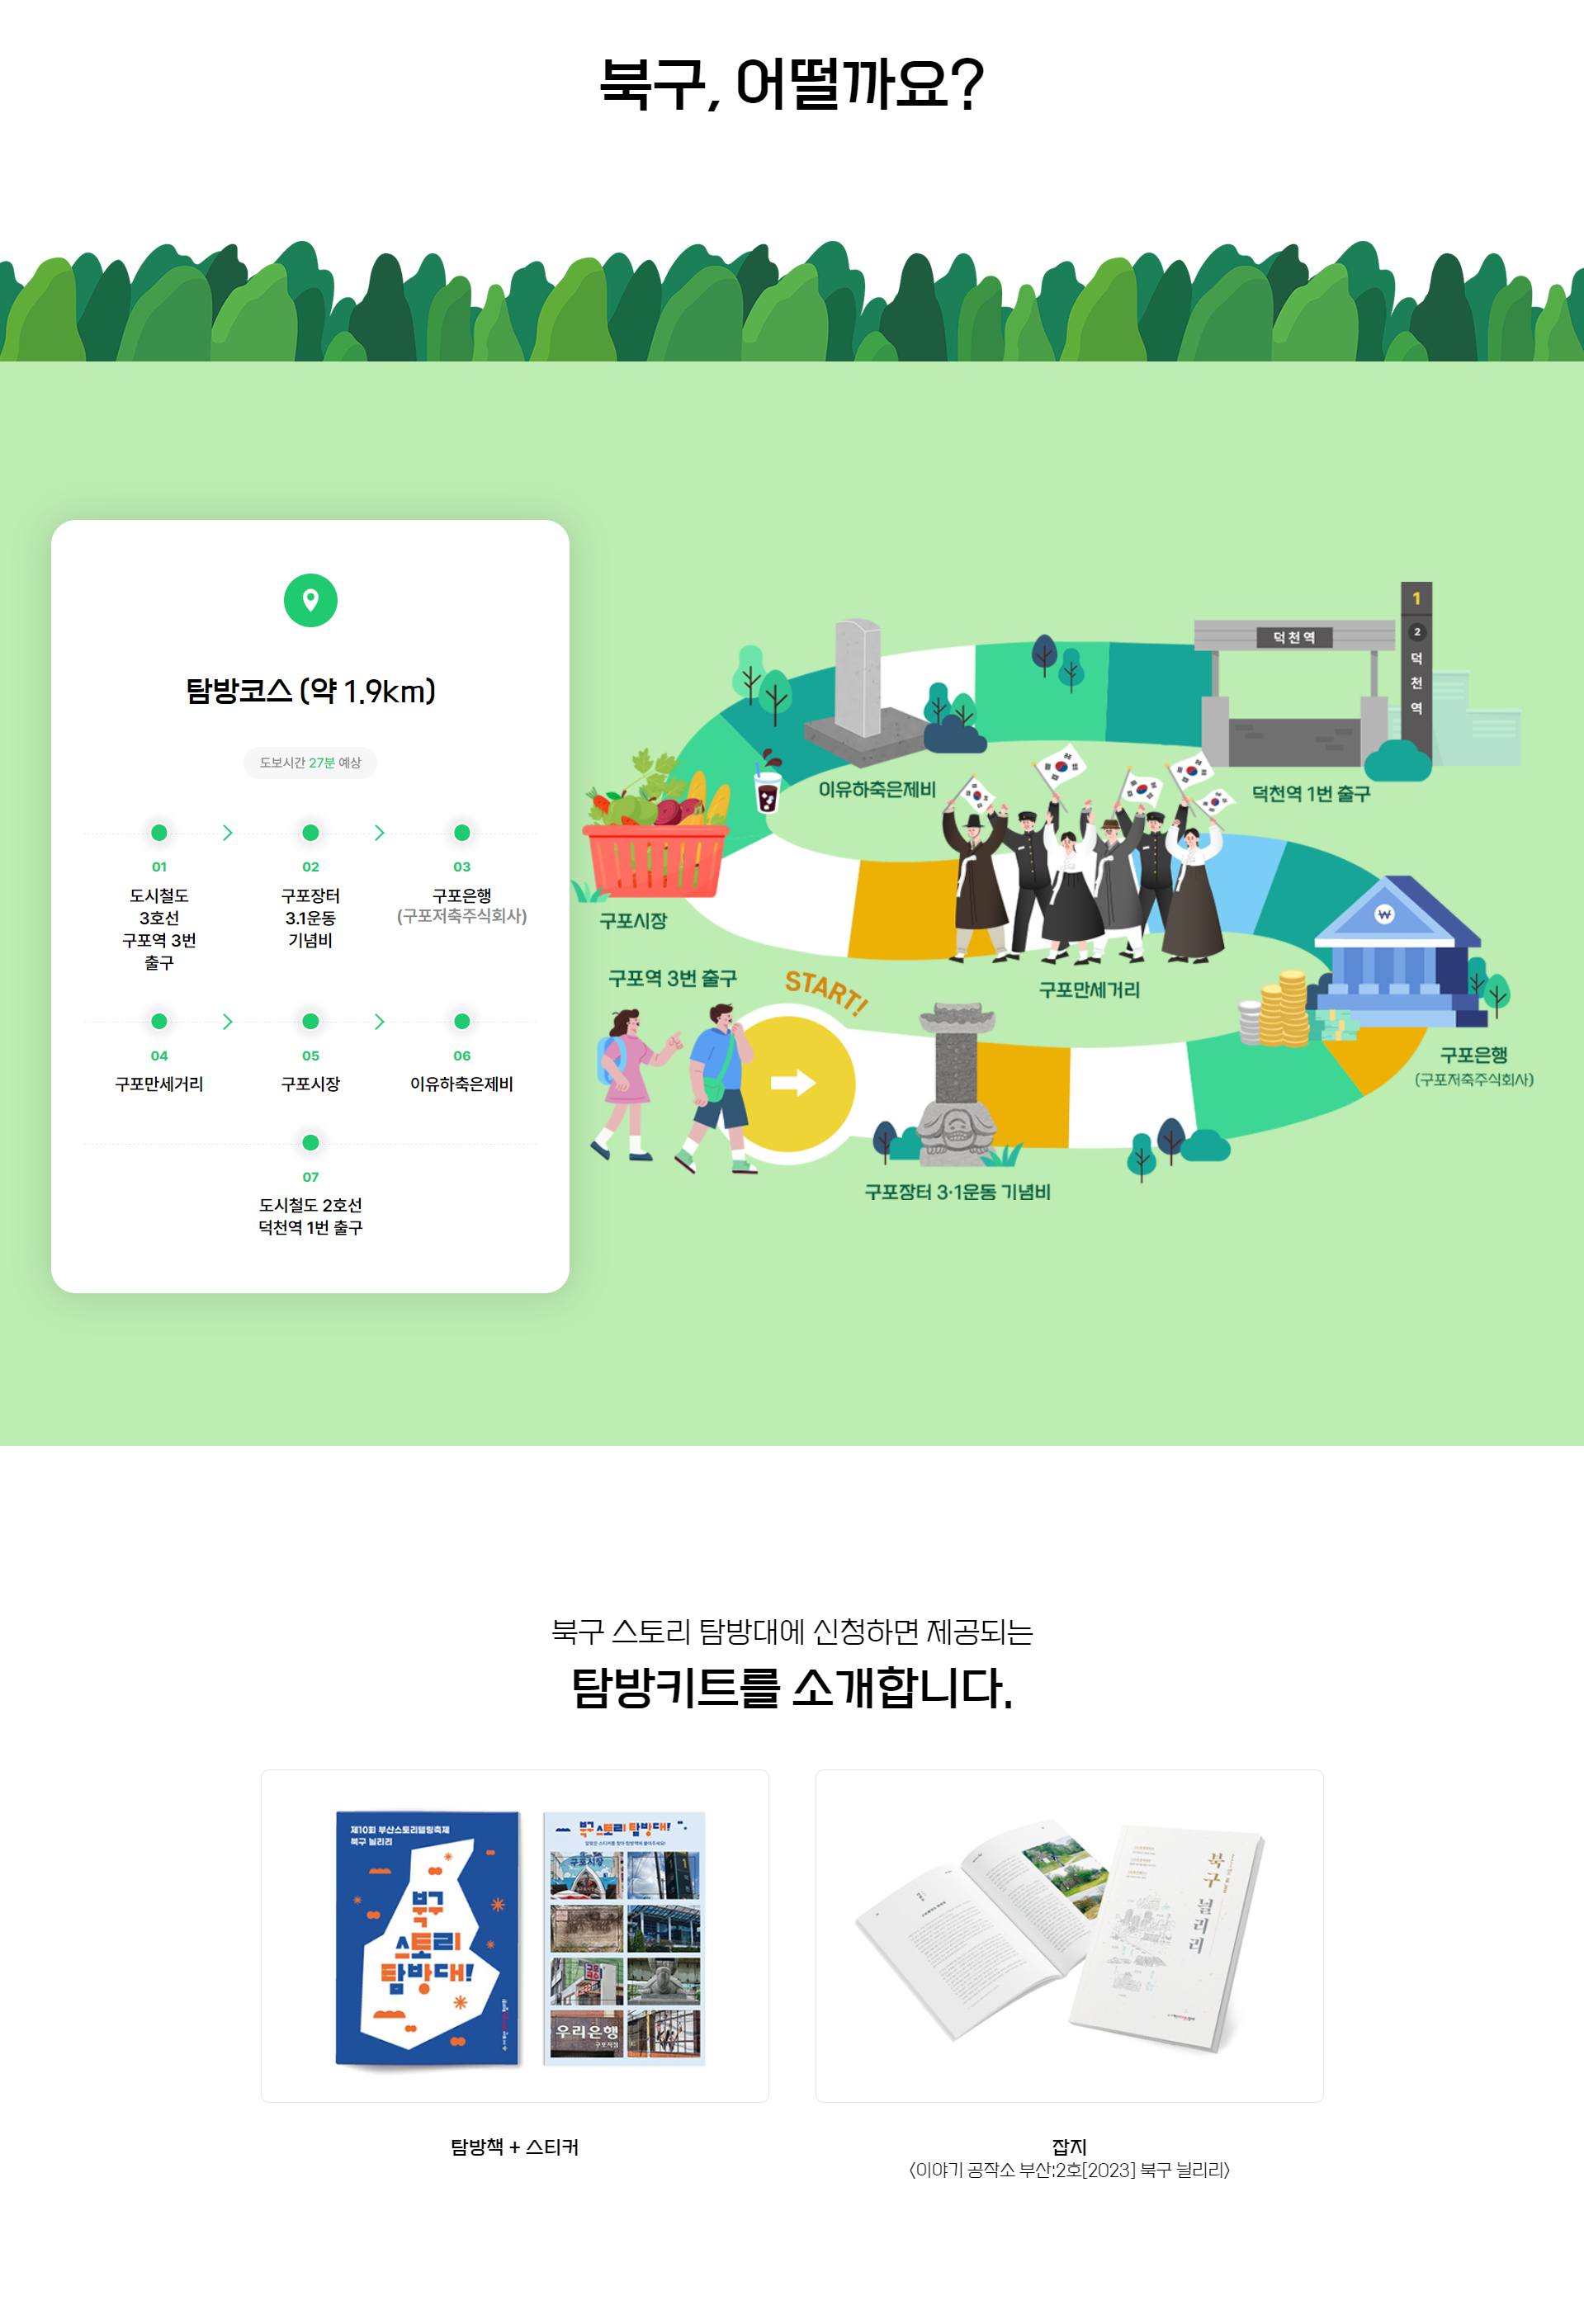 북구, 어떨까요?
탐방코스 (약 1.9km)
도보시간 27분 예상
01
도시철도
3호선
구포역 3번
출구
02
구포장터
3.1운동
기념비
03
구포은행
(구포저축주식회사)
04
구포만세거리
05
구포시장
06
이유하축은제비
07
도시철도 2호선
덕천역 1번 출구
덕천역
1
2
덕
천
역
이유하축은제비
덕천역 1번 출구
구포시장
구포만세거리
구포역 3번 출구
START!
구포은행
(구포저축주식회사)
구포장터 3·1운동 기념비
북구 스토리 탐방대에 신청하면 제공되는
탐방키트를 소개합니다.
제10회 부산스토리텔링축제
북구 늴리리
북구
스토리
탐방대!
북구 스토리 탐방대!
구포시장
우리은행
구포지점
북구
늴리리
탐방책 + 스티커
잡지
<이야기 공작소 부산:2호[2023] 북구 늴리리>